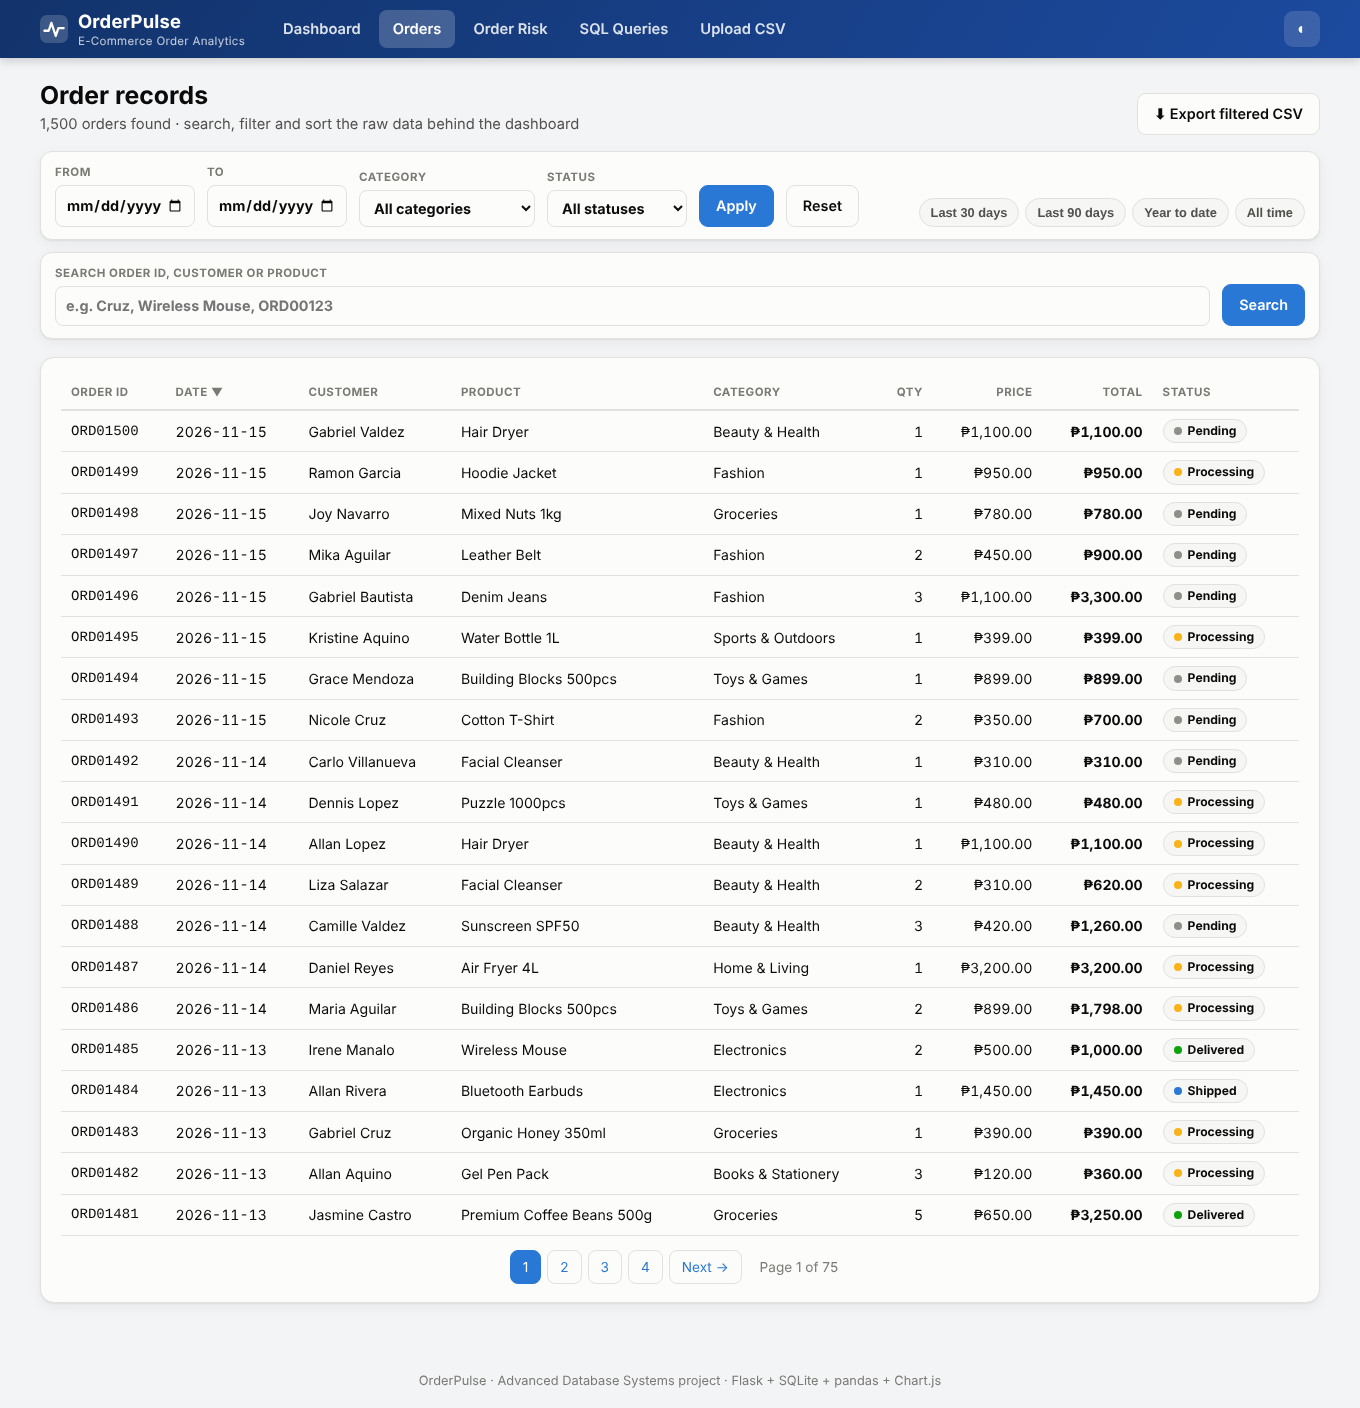 OrderPulse
E-Commerce Order Analytics
Dashboard Orders Order Risk SQL Queries Upload CSV
Order records
1,500 orders found · search, filter and sort the raw data behind the dashboard
⬇ Export filtered CSV
FROM TO CATEGORY STATUS
mm/dd/yyyy mm/dd/yyyy All categories All statuses Apply Reset Last 30 days Last 90 days Year to date All time
SEARCH ORDER ID, CUSTOMER OR PRODUCT
e.g. Cruz, Wireless Mouse, ORD00123 Search
ORDER ID DATE ▼ CUSTOMER PRODUCT CATEGORY QTY PRICE TOTAL STATUS
ORD01500 2026-11-15 Gabriel Valdez Hair Dryer Beauty & Health 1 ₱1,100.00 ₱1,100.00 Pending
ORD01499 2026-11-15 Ramon Garcia Hoodie Jacket Fashion 1 ₱950.00 ₱950.00 Processing
ORD01498 2026-11-15 Joy Navarro Mixed Nuts 1kg Groceries 1 ₱780.00 ₱780.00 Pending
ORD01497 2026-11-15 Mika Aguilar Leather Belt Fashion 2 ₱450.00 ₱900.00 Pending
ORD01496 2026-11-15 Gabriel Bautista Denim Jeans Fashion 3 ₱1,100.00 ₱3,300.00 Pending
ORD01495 2026-11-15 Kristine Aquino Water Bottle 1L Sports & Outdoors 1 ₱399.00 ₱399.00 Processing
ORD01494 2026-11-15 Grace Mendoza Building Blocks 500pcs Toys & Games 1 ₱899.00 ₱899.00 Pending
ORD01493 2026-11-15 Nicole Cruz Cotton T-Shirt Fashion 2 ₱350.00 ₱700.00 Pending
ORD01492 2026-11-14 Carlo Villanueva Facial Cleanser Beauty & Health 1 ₱310.00 ₱310.00 Pending
ORD01491 2026-11-14 Dennis Lopez Puzzle 1000pcs Toys & Games 1 ₱480.00 ₱480.00 Processing
ORD01490 2026-11-14 Allan Lopez Hair Dryer Beauty & Health 1 ₱1,100.00 ₱1,100.00 Processing
ORD01489 2026-11-14 Liza Salazar Facial Cleanser Beauty & Health 2 ₱310.00 ₱620.00 Processing
ORD01488 2026-11-14 Camille Valdez Sunscreen SPF50 Beauty & Health 3 ₱420.00 ₱1,260.00 Pending
ORD01487 2026-11-14 Daniel Reyes Air Fryer 4L Home & Living 1 ₱3,200.00 ₱3,200.00 Processing
ORD01486 2026-11-14 Maria Aguilar Building Blocks 500pcs Toys & Games 2 ₱899.00 ₱1,798.00 Processing
ORD01485 2026-11-13 Irene Manalo Wireless Mouse Electronics 2 ₱500.00 ₱1,000.00 Delivered
ORD01484 2026-11-13 Allan Rivera Bluetooth Earbuds Electronics 1 ₱1,450.00 ₱1,450.00 Shipped
ORD01483 2026-11-13 Gabriel Cruz Organic Honey 350ml Groceries 1 ₱390.00 ₱390.00 Processing
ORD01482 2026-11-13 Allan Aquino Gel Pen Pack Books & Stationery 3 ₱120.00 ₱360.00 Processing
ORD01481 2026-11-13 Jasmine Castro Premium Coffee Beans 500g Groceries 5 ₱650.00 ₱3,250.00 Delivered
1 2 3 4 Next → Page 1 of 75
OrderPulse · Advanced Database Systems project · Flask + SQLite + pandas + Chart.js